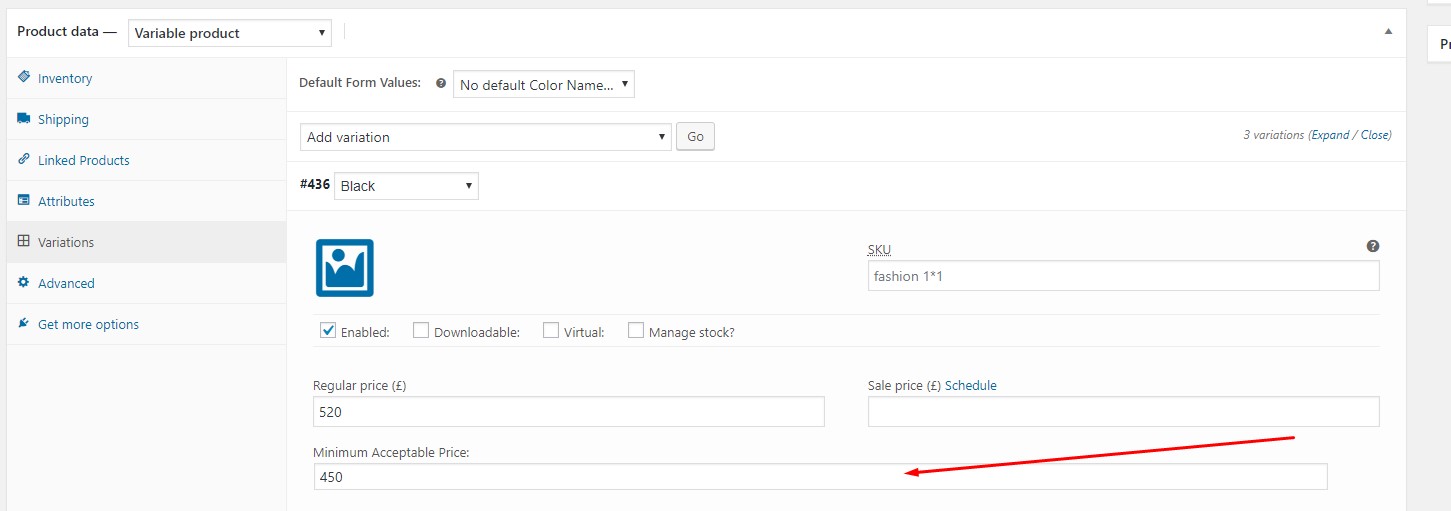 Product data — Variable product
Inventory
Shipping
Linked Products
Attributes
Variations
Advanced
Get more options
Default Form Values: ? No default Color Name...
Add variation Go 3 variations (Expand / Close)
#436 Black
SKU ?
fashion 1*1
Enabled: Downloadable: Virtual: Manage stock?
Regular price (£) Sale price (£) Schedule
520
Minimum Acceptable Price:
450